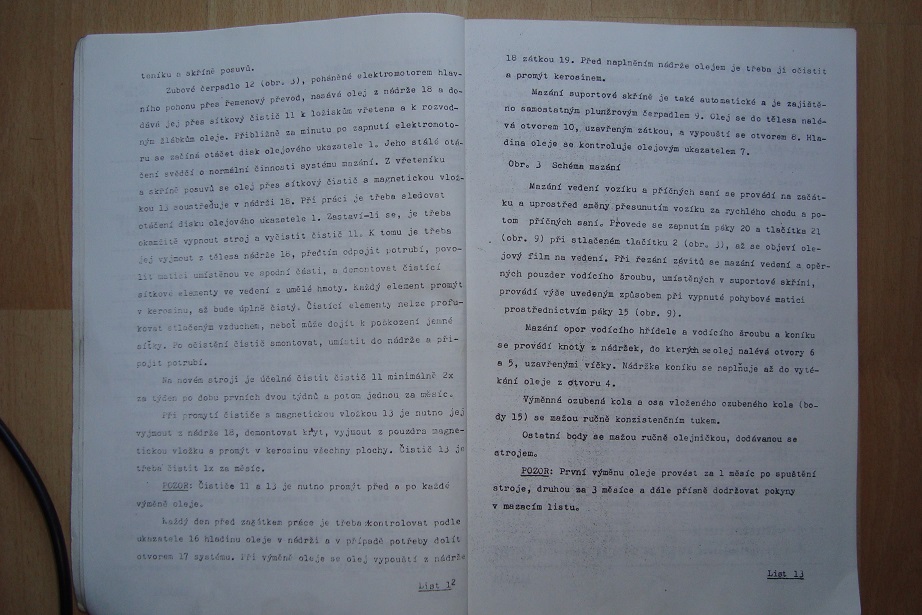 teníku a skříně posuvů.
Zubové čerpadlo 12 (obr. 3), poháněné elektromotorem hlav-
ního pohonu přes řemenový převod, nasává olej z nádrže 18 a do-
dává jej přes sítkový čistič 11 k ložiskům vřetena a k rozvod-
ným žlábkům oleje. Přibližně za minutu po zapnutí elektromoto-
ru se začíná otáčet disk olejového ukazatele 1. Jeho stálé otá-
čení svědčí o normální činnosti systému mazání. Z vřeteníku
a skříně posuvů se olej přes sítkový čistič s magnetickou vlož-
kou 13 soustřeďuje v nádrži 18. Při práci je třeba sledovat
otáčení disku olejového ukazatele 1. Zastaví-li se, je třeba
okamžitě vypnout stroj a vyčistit čistič 11. K tomu je třeba
jej vyjmout z tělesa nádrže 18, předtím odpojit potrubí, povo-
lit matici umístěnou ve spodní části, a demontovat čistící
sítkové elementy ve vedení z umělé hmoty. Každý element promýt
v kerosinu, až bude úplně čistý. Čistící elementy nelze profu-
kovat stlačeným vzduchem, neboť může dojít k poškození jemné
síťky. Po očistění čistič smontovat, umístit do nádrže a při-
pojit potrubí.
Na novém stroji je účelné čistit čistič 11 minimálně 2x
za týden po dobu prvních dvou týdnů a potom jednou za měsíc.
Při promytí čističe s magnetickou vložkou 13 je nutno jej
vyjmout z nádrže 18, demontovat kryt, vyjmout z pouzdra magne-
tickou vložku a promýt v kerosinu všechny plochy. Čistič 13 je
třeba čistit 1x za měsíc.
POZOR: Čističe 11 a 13 je nutno promýt před a po každé
výměně oleje.
Každý den před začátkem práce je třeba kontrolovat podle
ukazatele 16 hladinu oleje v nádrži a v případě potřeby dolít
otvorem 17 systému. Při výměně oleje se olej vypouští z nádrže
List 12
18 zátkou 19. Před naplněním nádrže olejem je třeba ji očistit
a promýt kerosinem.
Mazání suportové skříně je také automatické a je zajiště-
no samostatným plunžrovým čerpadlem 9. Olej se do tělesa nalé-
vá otvorem 10, uzavřeným zátkou, a vypouští se otvorem 8. Hla-
dina oleje se kontroluje olejovým ukazatelem 7.
Obr. 3 Schéma mazání
Mazání vedení vozíku a příčných saní se provádí na začát-
ku a uprostřed směny přesunutím vozíku za rychlého chodu a po-
tom příčných saní. Provede se zapnutím páky 20 a tlačítka 21
(obr. 9) při stlačeném tlačítku 2 (obr. 3), až se objeví ole-
jový film na vedení. Při řezání závitů se mazání vedení a opěr-
ných pouzder vodícího šroubu, umístěných v suportové skříni,
provádí výše uvedeným způsobem při vypnuté pohybové matici
prostřednictvím páky 15 (obr. 9).
Mazání opor vodícího hřídele a vodícího šroubu a koníku
se provádí knoty z nádržek, do kterých se olej nalévá otvory 6
a 5, uzavřenými víčky. Nádržka koníku se naplňuje až do vyté-
kání oleje z otvoru 4.
Výměnná ozubená kola a osa vloženého ozubeného kola (bo-
dy 15) se mažou ručně konzistenčním tukem.
Ostatní body se mažou ručně olejničkou, dodávanou se
strojem.
POZOR: První výměnu oleje provést za 1 měsíc po spuštění
stroje, druhou za 3 měsíce a dále přísně dodržovat pokyny
v mazacím listu.
List 13